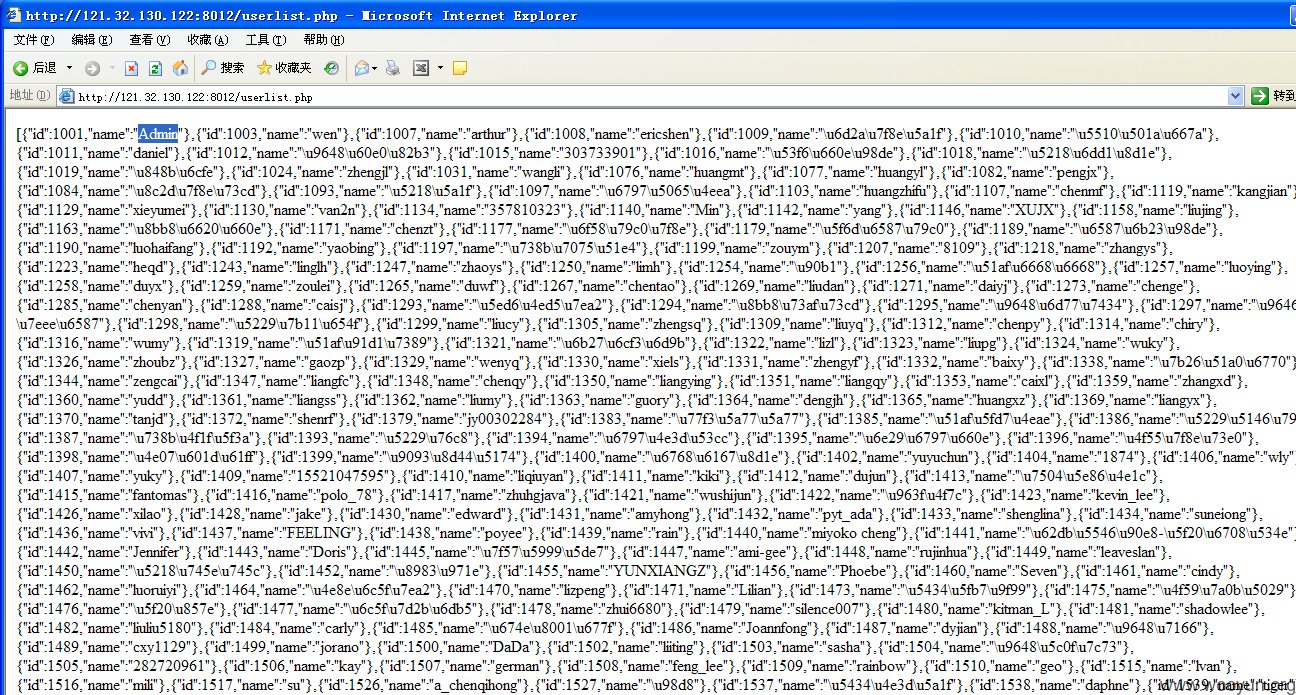 http://121.32.130.122:8012/userlist.php - Microsoft Internet Explorer
文件(F) 编辑(E) 查看(V) 收藏(A) 工具(T) 帮助(H)
后退 搜索 收藏夹
地址(D) http://121.32.130.122:8012/userlist.php 转到
[{"id":1001,"name":"Admin"},{"id":1003,"name":"wen"},{"id":1007,"name":"arthur"},{"id":1008,"name":"ericshen"},{"id":1009,"name":"\u6d2a\u7f8e\u5a1f"},{"id":1010,"name":"\u5510\u501a\u667a"},
{"id":1011,"name":"daniel"},{"id":1012,"name":"\u9648\u60e0\u82b3"},{"id":1015,"name":"303733901"},{"id":1016,"name":"\u53f6\u660e\u98de"},{"id":1018,"name":"\u5218\u6dd1\u8d1e"},
{"id":1019,"name":"\u848b\u6cfe"},{"id":1024,"name":"zhengjl"},{"id":1031,"name":"wangli"},{"id":1076,"name":"huangmt"},{"id":1077,"name":"huangyl"},{"id":1082,"name":"pengjx"},
{"id":1084,"name":"\u8c2d\u7f8e\u73cd"},{"id":1093,"name":"\u5218\u5a1f"},{"id":1097,"name":"\u6797\u5065\u4eea"},{"id":1103,"name":"huangzhifu"},{"id":1107,"name":"chenmf"},{"id":1119,"name":"kangjian"}
{"id":1129,"name":"xieyumei"},{"id":1130,"name":"van2n"},{"id":1134,"name":"357810323"},{"id":1140,"name":"Min"},{"id":1142,"name":"yang"},{"id":1146,"name":"XUJX"},{"id":1158,"name":"liujing"},
{"id":1163,"name":"\u8bb8\u6620\u660e"},{"id":1171,"name":"chenzt"},{"id":1177,"name":"\u6f58\u79c0\u7f8e"},{"id":1179,"name":"\u5f6d\u6587\u79c0"},{"id":1189,"name":"\u6587\u6b23\u98de"},
{"id":1190,"name":"luohaifang"},{"id":1192,"name":"yaobing"},{"id":1197,"name":"\u738b\u7075\u51e4"},{"id":1199,"name":"zouym"},{"id":1207,"name":"8109"},{"id":1218,"name":"zhangys"},
{"id":1223,"name":"heqd"},{"id":1243,"name":"linglh"},{"id":1247,"name":"zhaoys"},{"id":1250,"name":"limh"},{"id":1254,"name":"\u90b1"},{"id":1256,"name":"\u51af\u6668\u6668"},{"id":1257,"name":"luoying"},
{"id":1258,"name":"duyx"},{"id":1259,"name":"zoulei"},{"id":1265,"name":"duwf"},{"id":1267,"name":"chentao"},{"id":1269,"name":"liudan"},{"id":1271,"name":"daiyj"},{"id":1273,"name":"chenge"},
{"id":1285,"name":"chenyan"},{"id":1288,"name":"caisj"},{"id":1293,"name":"\u5ed6\u4ed5\u7ea2"},{"id":1294,"name":"\u8bb8\u73af\u73cd"},{"id":1295,"name":"\u9648\u6d77\u7434"},{"id":1297,"name":"\u9646
\u7eee\u6587"},{"id":1298,"name":"\u5229\u7b11\u654f"},{"id":1299,"name":"liucy"},{"id":1305,"name":"zhengsq"},{"id":1309,"name":"liuyq"},{"id":1312,"name":"chenpy"},{"id":1314,"name":"chiry"},
{"id":1316,"name":"wumy"},{"id":1319,"name":"\u51af\u91d1\u7389"},{"id":1321,"name":"\u6b27\u6cf3\u6d9b"},{"id":1322,"name":"lizl"},{"id":1323,"name":"liupg"},{"id":1324,"name":"wuky"},
{"id":1326,"name":"zhoubz"},{"id":1327,"name":"gaozp"},{"id":1329,"name":"wenyq"},{"id":1330,"name":"xiels"},{"id":1331,"name":"zhengyf"},{"id":1332,"name":"baixy"},{"id":1338,"name":"\u7b26\u51a0\u6770"}
{"id":1344,"name":"zengcai"},{"id":1347,"name":"liangfc"},{"id":1348,"name":"chenqy"},{"id":1350,"name":"liangying"},{"id":1351,"name":"liangqy"},{"id":1353,"name":"caixl"},{"id":1359,"name":"zhangxd"},
{"id":1360,"name":"yudd"},{"id":1361,"name":"liangss"},{"id":1362,"name":"liumy"},{"id":1363,"name":"guory"},{"id":1364,"name":"dengjh"},{"id":1365,"name":"huangxz"},{"id":1369,"name":"liangyx"},
{"id":1370,"name":"tanjd"},{"id":1372,"name":"shenrf"},{"id":1379,"name":"jy00302284"},{"id":1383,"name":"\u77f3\u5a77\u5a77"},{"id":1385,"name":"\u51af\u5fd7\u4eae"},{"id":1386,"name":"\u5229\u5146\u79
{"id":1387,"name":"\u738b\u4f1f\u5f3a"},{"id":1393,"name":"\u5229\u76c8"},{"id":1394,"name":"\u6797\u4e3d\u53cc"},{"id":1395,"name":"\u6e29\u6797\u660e"},{"id":1396,"name":"\u4f55\u7f8e\u73e0"},
{"id":1398,"name":"\u4e07\u601d\u61ff"},{"id":1399,"name":"\u9093\u8d44\u5174"},{"id":1400,"name":"\u6768\u6167\u8d1e"},{"id":1402,"name":"yuyuchun"},{"id":1404,"name":"1874"},{"id":1406,"name":"wly"}
{"id":1407,"name":"yuky"},{"id":1409,"name":"15521047595"},{"id":1410,"name":"liqiuyan"},{"id":1411,"name":"kiki"},{"id":1412,"name":"dujun"},{"id":1413,"name":"\u7504\u5e86\u4e1c"},
{"id":1415,"name":"fantomas"},{"id":1416,"name":"polo_78"},{"id":1417,"name":"zhuhgjava"},{"id":1421,"name":"wushijun"},{"id":1422,"name":"\u963f\u4f7c"},{"id":1423,"name":"kevin_lee"},
{"id":1426,"name":"xilao"},{"id":1428,"name":"jake"},{"id":1430,"name":"edward"},{"id":1431,"name":"amyhong"},{"id":1432,"name":"pyt_ada"},{"id":1433,"name":"shenglina"},{"id":1434,"name":"suneiong"},
{"id":1436,"name":"vivi"},{"id":1437,"name":"FEELING"},{"id":1438,"name":"poyee"},{"id":1439,"name":"rain"},{"id":1440,"name":"miyoko cheng"},{"id":1441,"name":"\u62db\u5546\u90e8-\u5f20\u6708\u534e"}
{"id":1442,"name":"Jennifer"},{"id":1443,"name":"Doris"},{"id":1445,"name":"\u7f57\u5999\u5de7"},{"id":1447,"name":"ami-gee"},{"id":1448,"name":"rujinhua"},{"id":1449,"name":"leaveslan"},
{"id":1450,"name":"\u5218\u745e\u745c"},{"id":1452,"name":"\u8983\u971e"},{"id":1455,"name":"YUNXIANGZ"},{"id":1456,"name":"Phoebe"},{"id":1460,"name":"Seven"},{"id":1461,"name":"cindy"},
{"id":1462,"name":"huoruiyi"},{"id":1464,"name":"\u4e8e\u6c5f\u7ea2"},{"id":1470,"name":"lizpeng"},{"id":1471,"name":"Lilian"},{"id":1473,"name":"\u5434\u5fb7\u9f99"},{"id":1475,"name":"\u4f59\u7a0b\u5029"}
{"id":1476,"name":"\u5f20\u857e"},{"id":1477,"name":"\u6c5f\u7d2b\u6db5"},{"id":1478,"name":"zhui6680"},{"id":1479,"name":"silence007"},{"id":1480,"name":"kitman_L"},{"id":1481,"name":"shadowlee"},
{"id":1482,"name":"liuliu5180"},{"id":1484,"name":"carly"},{"id":1485,"name":"\u674e\u8001\u677f"},{"id":1486,"name":"Joannfong"},{"id":1487,"name":"dyjian"},{"id":1488,"name":"\u9648\u7166"},
{"id":1489,"name":"cxy1129"},{"id":1499,"name":"jorano"},{"id":1500,"name":"DaDa"},{"id":1502,"name":"liiting"},{"id":1503,"name":"sasha"},{"id":1504,"name":"\u9648\u5c0f\u7c73"},
{"id":1505,"name":"282720961"},{"id":1506,"name":"kay"},{"id":1507,"name":"german"},{"id":1508,"name":"feng_lee"},{"id":1509,"name":"rainbow"},{"id":1510,"name":"geo"},{"id":1515,"name":"Ivan"},
{"id":1516,"name":"mili"},{"id":1517,"name":"su"},{"id":1526,"name":"a_chenqihong"},{"id":1527,"name":"\u98d8"},{"id":1537,"name":"\u5434\u4e3d\u5a1f"},{"id":1538,"name":"daphne"},{"id":1539,"name":"tiger"}